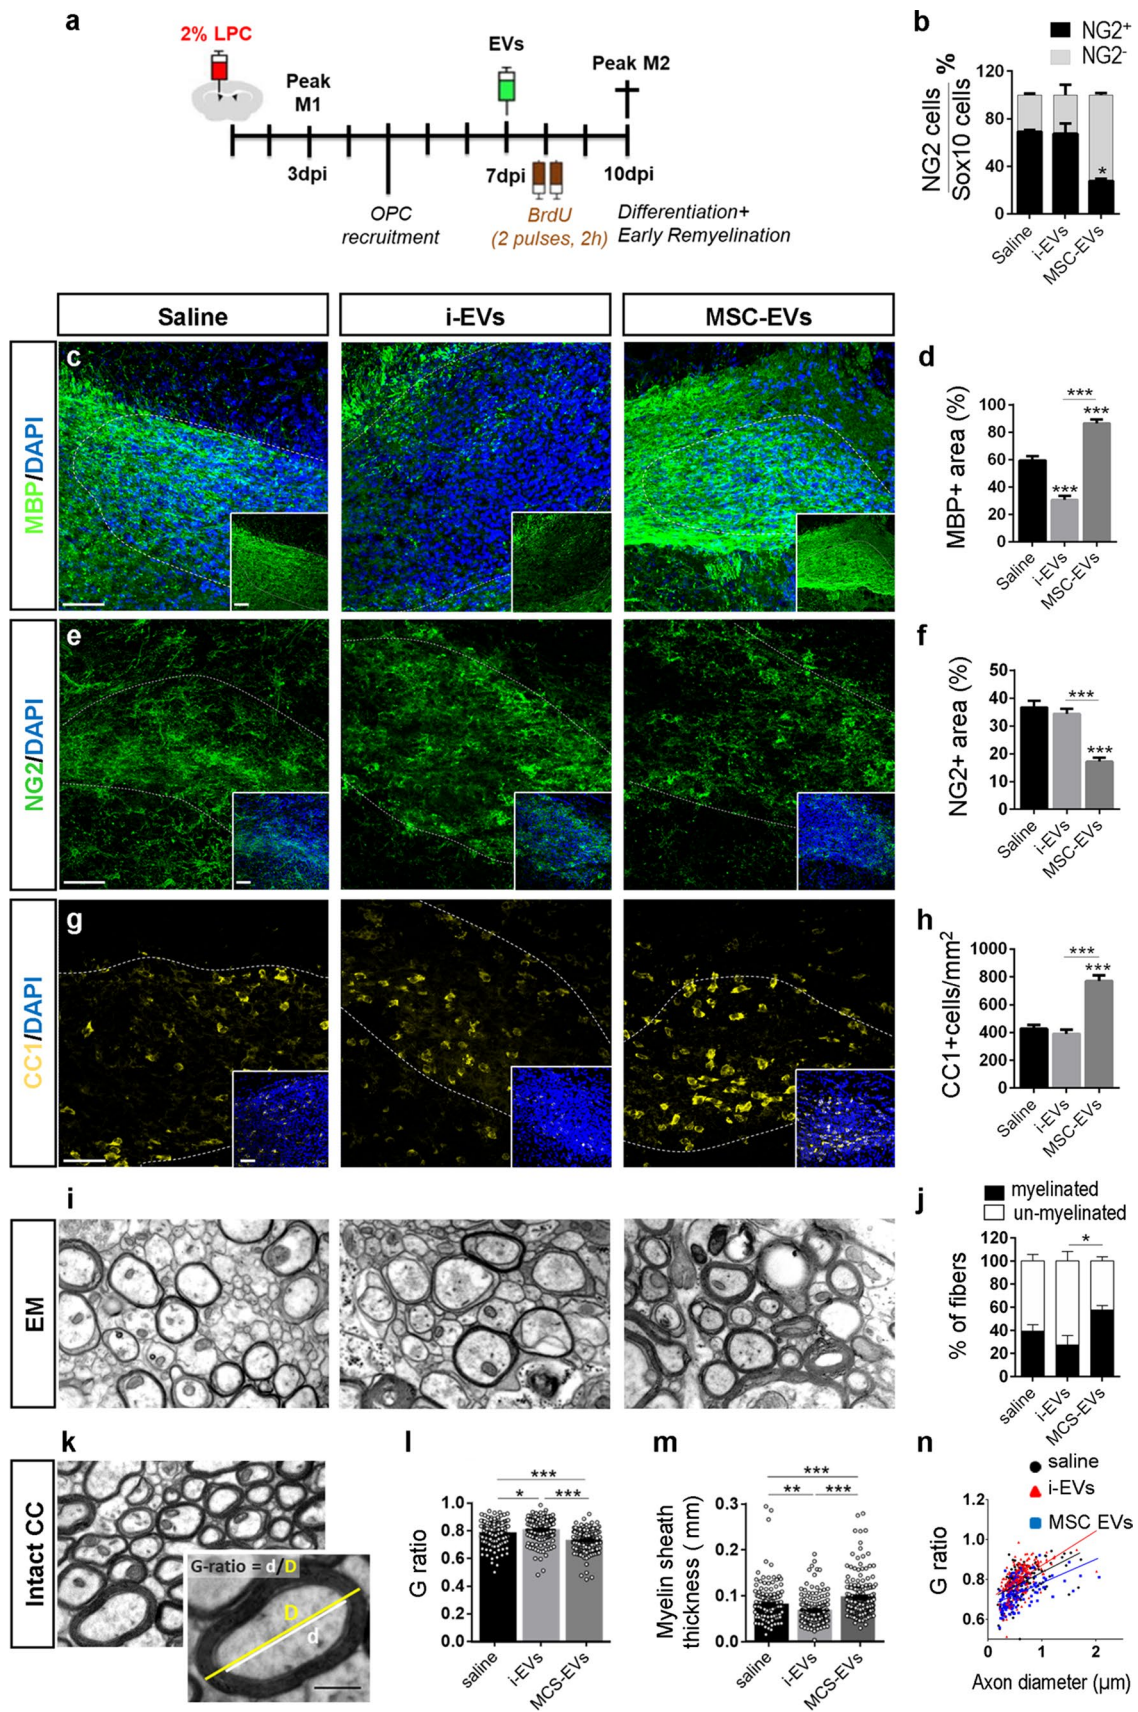 a
2% LPC
Peak
M1
EVs
Peak M2
3dpi
7dpi
10dpi
OPC
recruitment
BrdU
(2 pulses, 2h)
Differentiation+
Early Remyelination
b
NG2+
NG2-
NG2 cells
Sox10 cells
%
120
80
40
0
*
Saline
i-EVs
MSC-EVs
Saline
i-EVs
MSC-EVs
MBP/DAPI
c
d
MBP+ area (%)
100
80
60
40
20
0
***
***
***
Saline
i-EVs
MSC-EVs
NG2/DAPI
e
f
NG2+ area (%)
50
40
30
20
10
0
***
***
Saline
i-EVs
MSC-EVs
CC1/DAPI
g
h
CC1+cells/mm2
1000
800
600
400
200
0
***
***
Saline
i-EVs
MSC-EVs
EM
i
j
myelinated
un-myelinated
% of fibers
120
100
80
60
40
20
0
*
saline
i-EVs
MCS-EVs
Intact CC
k
G-ratio = d/D
D
d
l
G ratio
1.0
0.8
0.6
0.4
0.2
0.0
***
*
***
saline
i-EVs
MCS-EVs
m
Myelin sheath
thickness ( mm)
0.3
0.2
0.1
0.0
***
**
***
saline
i-EVs
MCS-EVs
n
saline
i-EVs
MSC EVs
G ratio
1.2
1.0
0.8
0.6
0
1
2
Axon diameter (µm)